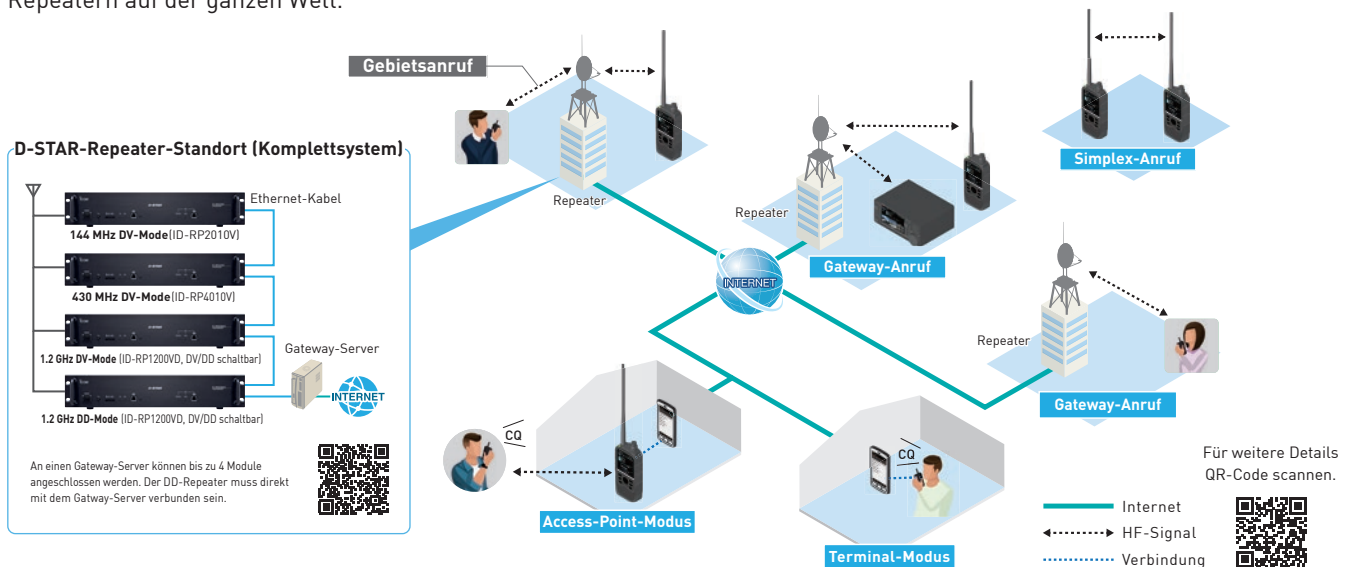 Repeatern auf der ganzen Welt.
Gebietsanruf
Repeater
Simplex-Anruf
Repeater
Gateway-Anruf
INTERNET
Repeater
Gateway-Anruf
D-STAR-Repeater-Standort (Komplettsystem)
Ethernet-Kabel
144 MHz DV-Mode (ID-RP2010V)
430 MHz DV-Mode (ID-RP4010V)
1.2 GHz DV-Mode (ID-RP1200VD, DV/DD schaltbar)
Gateway-Server
INTERNET
1.2 GHz DD-Mode (ID-RP1200VD, DV/DD schaltbar)
An einen Gateway-Server können bis zu 4 Module
angeschlossen werden. Der DD-Repeater muss direkt
mit dem Gatway-Server verbunden sein.
CQ
Access-Point-Modus
CQ
Terminal-Modus
Für weitere Details
QR-Code scannen.
Internet
HF-Signal
Verbindung